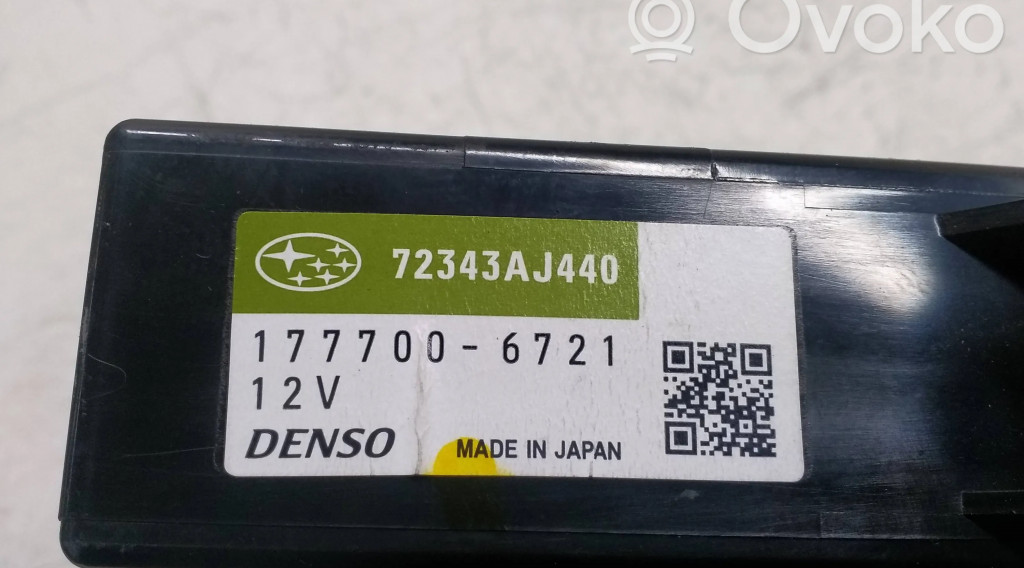 Ovoko
72343AJ440
177700-6721
12V
DENSO
MADE IN JAPAN